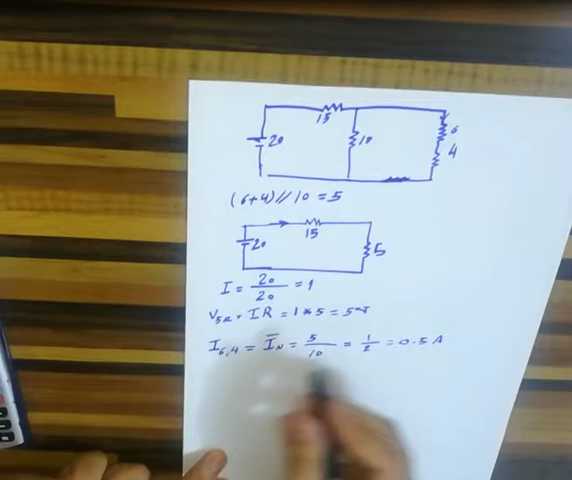 15
20
10
6
4
(6+4)//10 = 5
15
20
5
I = 20/20 = 1
V5Ω = IR = 1*5 = 5V
I6,4 = IN = 5/10 = 1/2 = 0.5 A